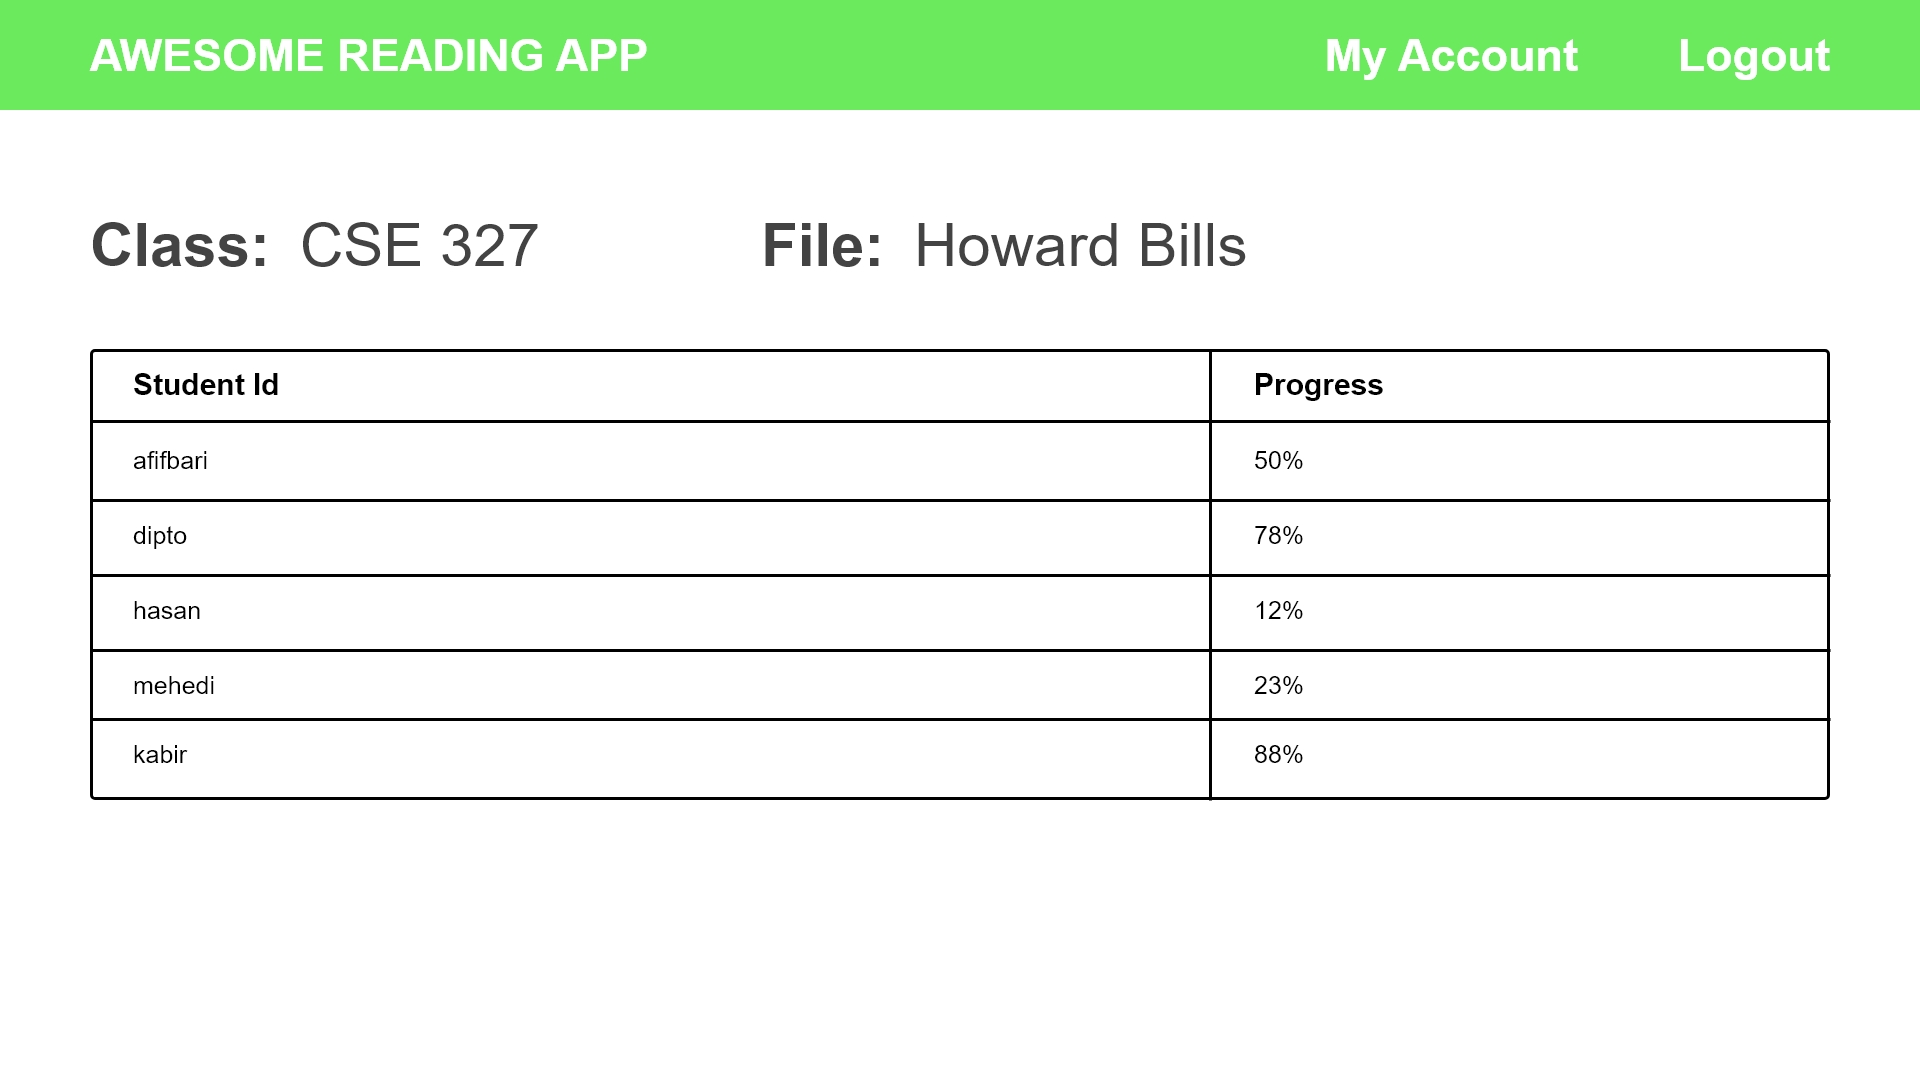 AWESOME READING APP My Account Logout
Class: CSE 327 File: Howard Bills
Student Id Progress
afifbari 50%
dipto 78%
hasan 12%
mehedi 23%
kabir 88%